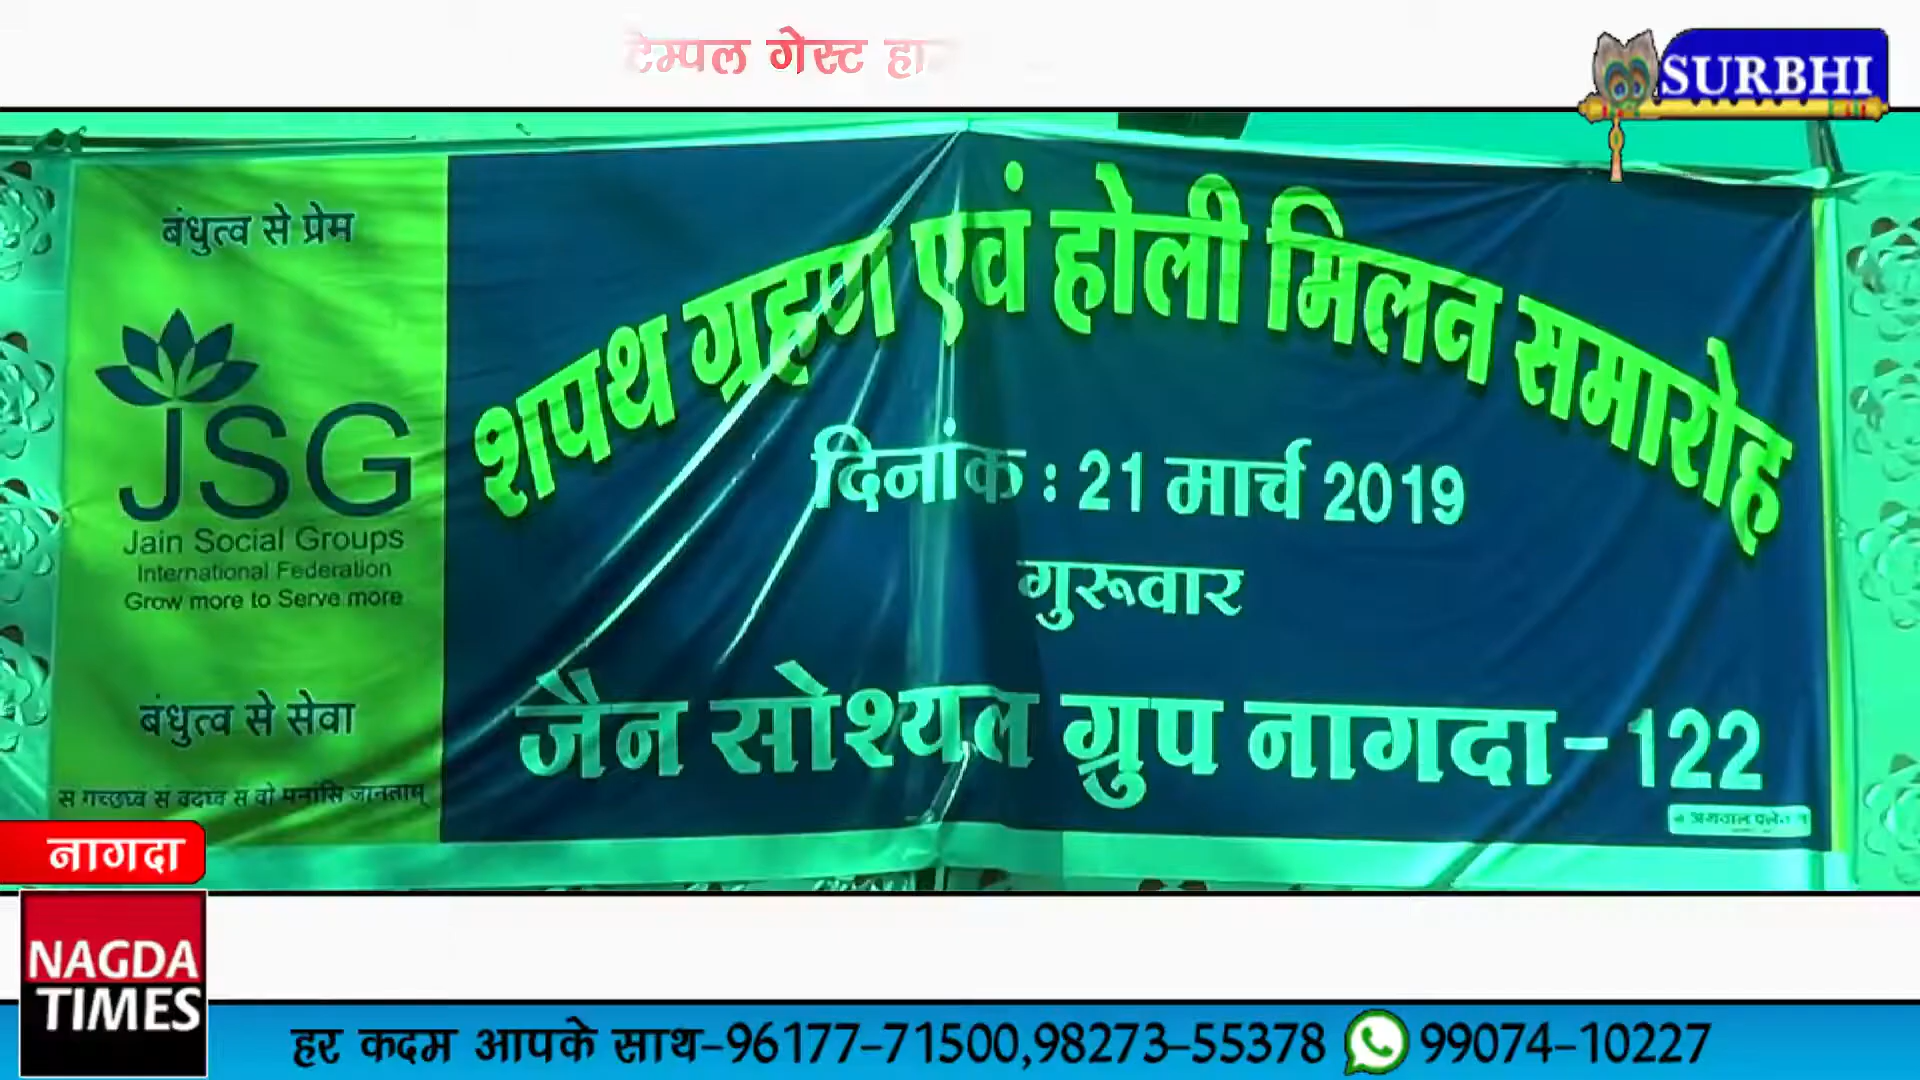 टेम्पल गेस्ट
SURBHI
बंधुत्व से प्रेम
JSG
Jain Social Groups
International Federation
Grow more to Serve more
बंधुत्व से सेवा
शपथ ग्रहण एवं होली मिलन समारोह
दिनांक : 21 मार्च 2019
गुरूवार
जैन सोश्यल ग्रुप नागदा-122
नागदा
NAGDA
TIMES
हर कदम आपके साथ-96177-71500,98273-55378 99074-10227